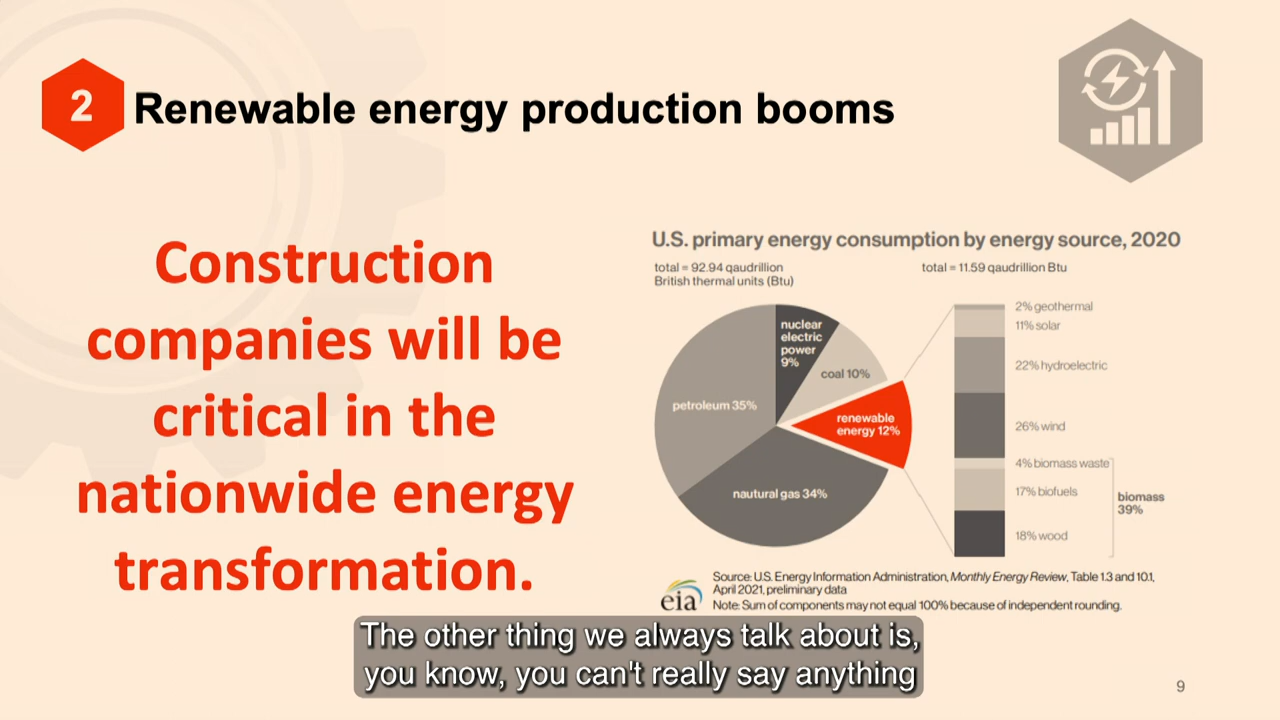 2
Renewable energy production booms
Construction
companies will be
critical in the
nationwide energy
transformation.
U.S. primary energy consumption by energy source, 2020
total = 92.94 qaudrillion
British thermal units (Btu)
total = 11.59 qaudrillion Btu
nuclear
electric
power
9%
coal 10%
petroleum 35%
renewable
energy 12%
nautural gas 34%
2% geothermal
11% solar
22% hydroelectric
26% wind
4% biomass waste
17% biofuels
18% wood
biomass
39%
eia
Source: U.S. Energy Information Administration, Monthly Energy Review, Table 1.3 and 10.1,
April 2021, preliminary data
Note: Sum of components may not equal 100% because of independent rounding.
The other thing we always talk about is,
you know, you can't really say anything
9